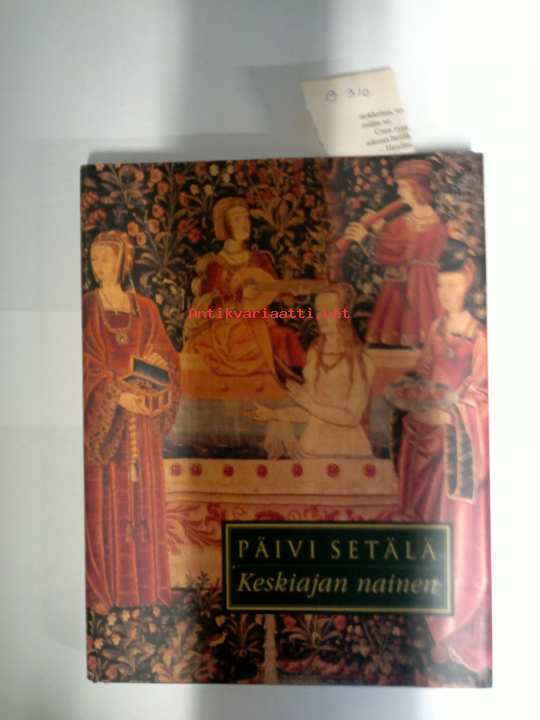 B 310
Antikvariaatti.net
PÄIVI SETÄLÄ
Keskiajan nainen